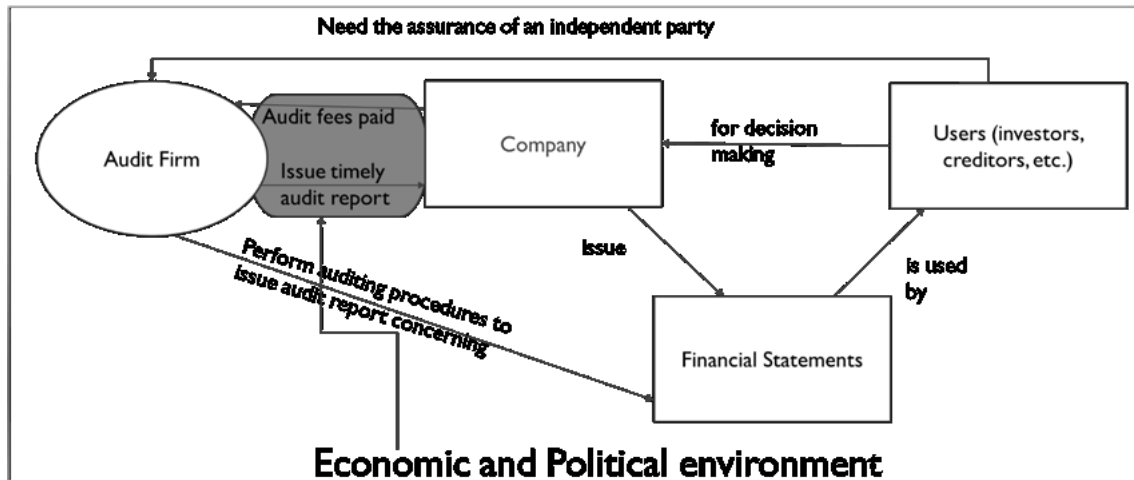 Need the assurance of an independent party
Audit Firm
Audit fees paid
Issue timely
audit report
Company
for decision
making
Users (investors,
creditors, etc.)
Perform auditing procedures to
issue audit report concerning
Issue
is used
by
Financial Statements
Economic and Political environment